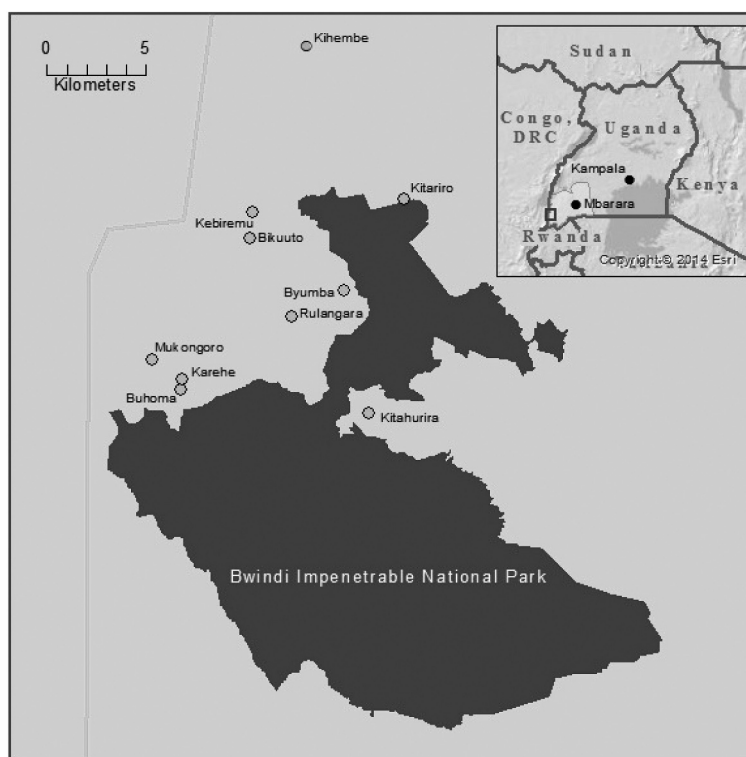 0 5
Kilometers
Kihembe
Kitariro
Kebiremu
Bikuuto
Byumba
Rulangara
Mukongoro
Karehe
Buhoma
Kitahurira
Bwindi Impenetrable National Park
Sudan
Congo,
DRC
Uganda
Kampala
Kenya
Mbarara
Rwanda
Copyright:© 2014 Esri